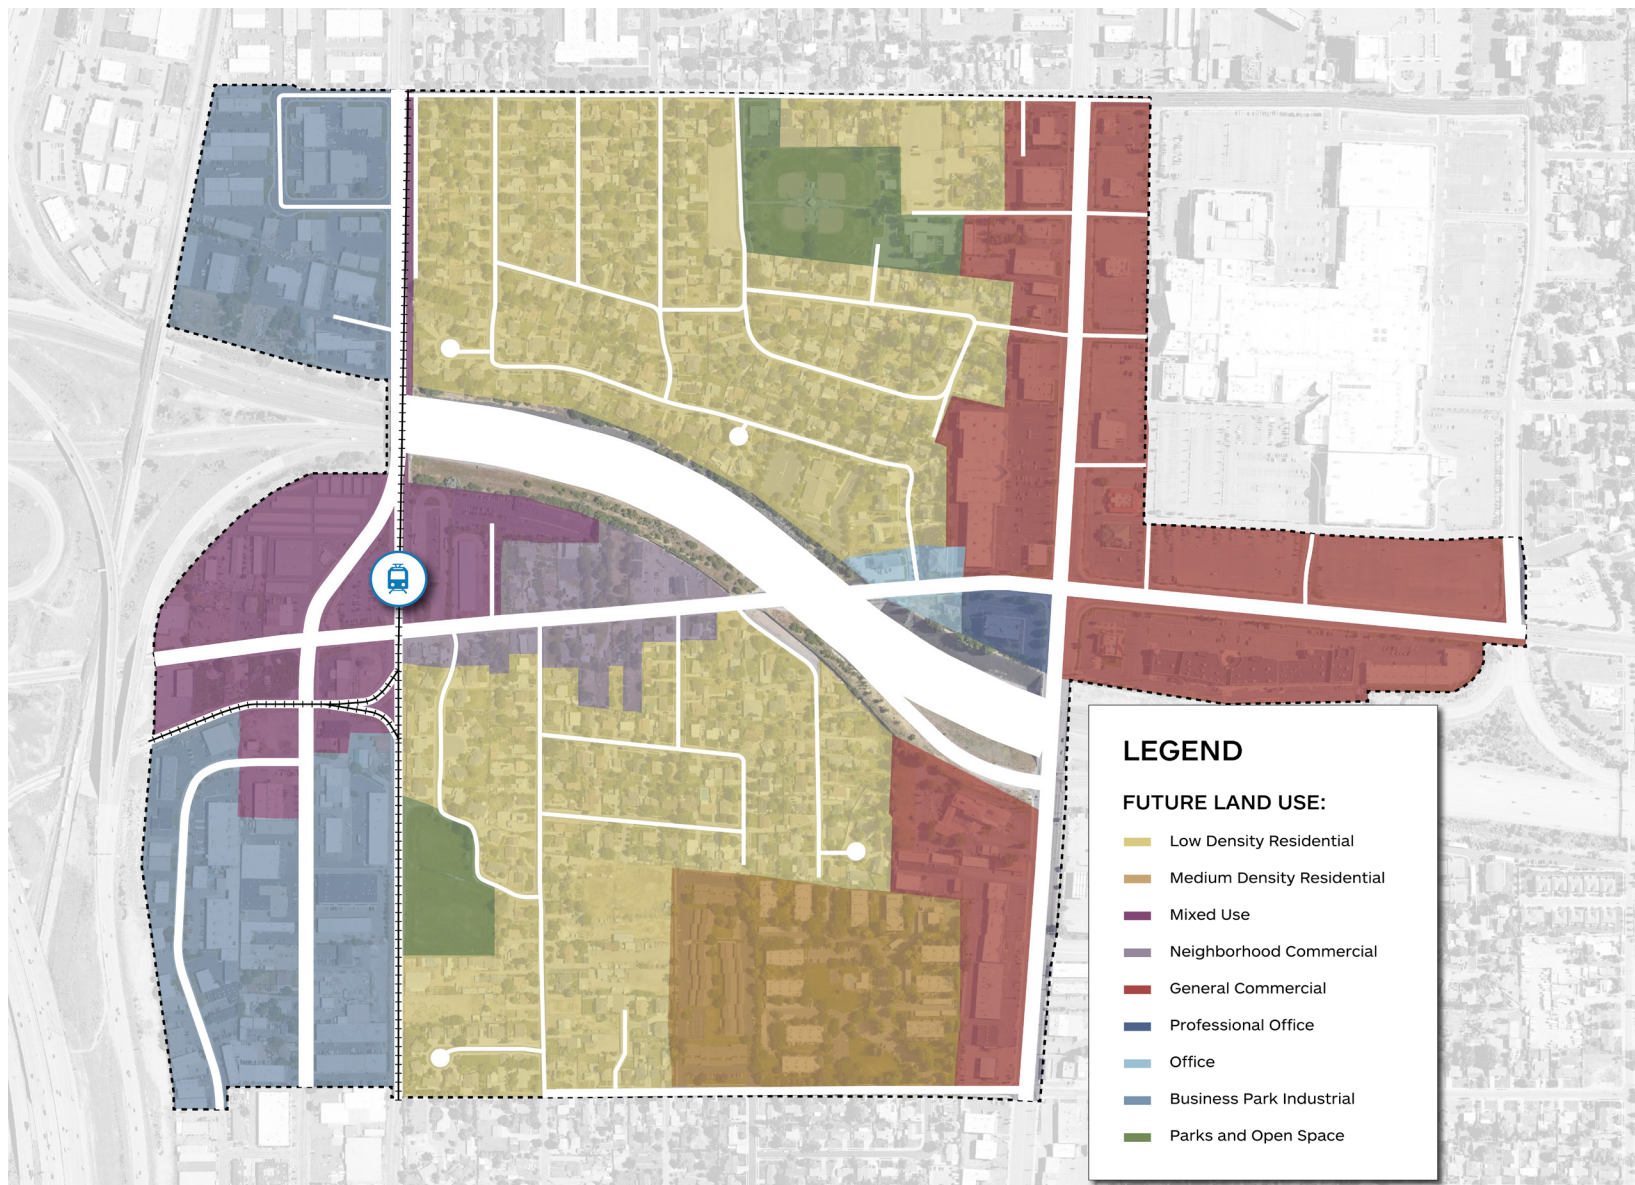 LEGEND
FUTURE LAND USE:
Low Density Residential
Medium Density Residential
Mixed Use
Neighborhood Commercial
General Commercial
Professional Office
Office
Business Park Industrial
Parks and Open Space